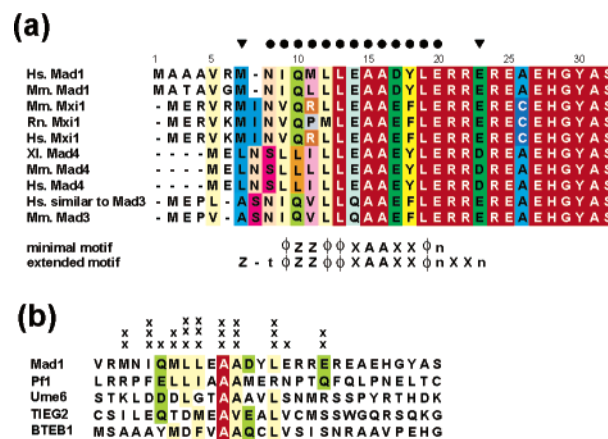 (a)
1 5 10 15 20 25 30
Hs. Mad1 M A A A V R M - N I Q M L L E A A D Y L E R R E R E A E H G Y A S
Mm. Mad1 M A T A V G M - N I Q L L L E A A D Y L E R R E R E A E H G Y A S
Mm. Mxi1 - M E R V R M I N V Q R L L E A A E Y L E R R E R E C E H G Y A S
Rn. Mxi1 - M E R V K M I N V Q P M L E A A E F L E R R E R E C E H G Y A S
Hs. Mxi1 - M E R V K M I N V Q R L L E A A E F L E R R E R E C E H G Y A S
Xl. Mad4 - - - - M E L N S L L I L L E A A E Y L E R R D R E A E H G Y A S
Mm. Mad4 - - - - M E L N S L L L L L E A A E Y L E R R E R E A E H G Y A S
Hs. Mad4 - - - - M E L N S L L I L L E A A E Y L E R R D R E A E H G Y A S
Hs. similar to Mad3 - M E P L - A S N I Q V L L Q A A E F L E R R E R E A E H G Y A S
Mm. Mad3 - M E P V - A S N I Q V L L Q A A E F L E R R E R E A E H G Y A S
minimal motif ϕ Z Z ϕ ϕ X A A X X ϕ n
extended motif Z - t ϕ Z Z ϕ ϕ X A A X X ϕ n X X n
(b)
x x x x x
x x x x x x x x
x x x x x x x x x x
Mad1 V R M N I Q M L L E A A D Y L E R R E R E A E H G Y A S
Pf1 L R R P F E L L I A A A M E R N P T Q F Q L P N E L T C
Ume6 S T K L D D D L G T A A A V L S N M R S S P Y R T H D K
TIEG2 C S I L E Q T D M E A V E A L V C M S S W G Q R S Q K G
BTEB1 M S A A A Y M D F V A A Q C L V S I S N R A A V P E H G